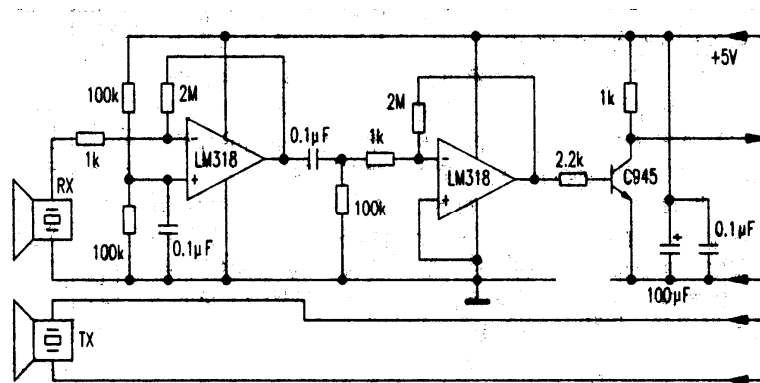 +5V
100k
2M
1k
2M
0.1μF
1k
1k
LM318
LM318
2.2k
C945
RX
100k
0.1μF
100k
0.1μF
100μF
TX